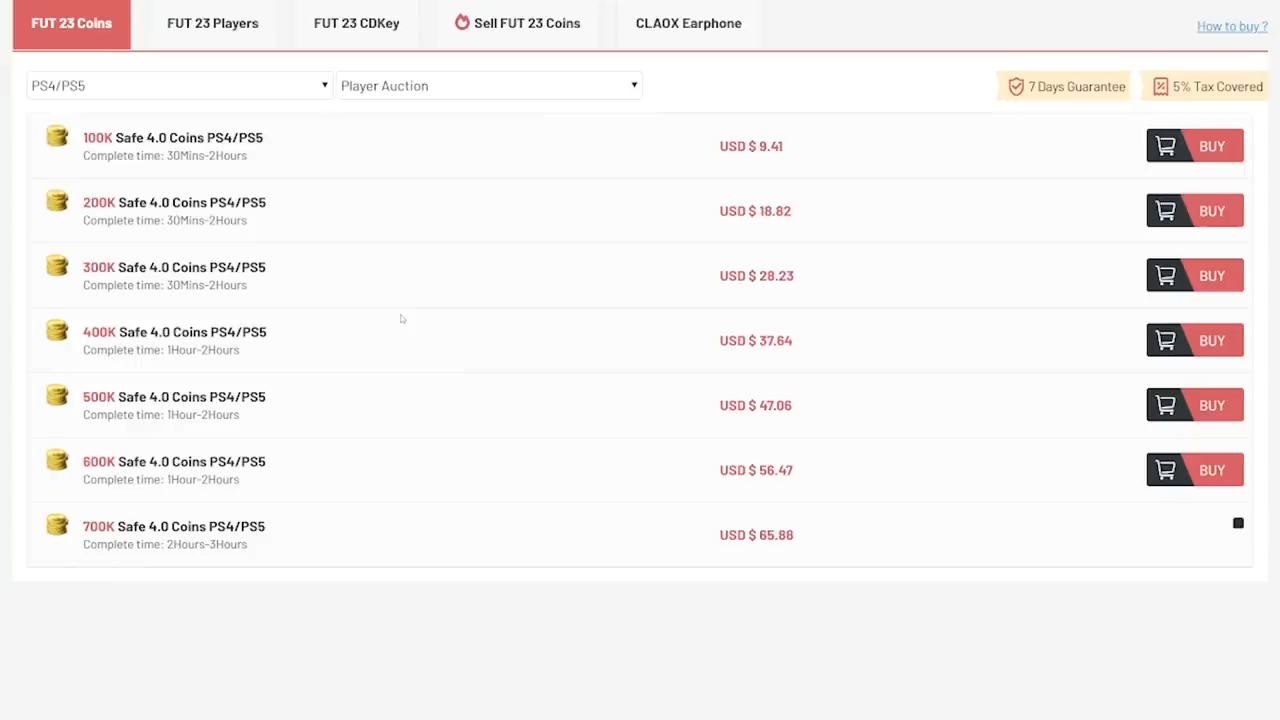 FUT 23 Coins
FUT 23 Players
FUT 23 CDKey
Sell FUT 23 Coins
CLAOX Earphone
How to buy ?
PS4/PS5
Player Auction
7 Days Guarantee
5% Tax Covered
100K Safe 4.0 Coins PS4/PS5
Complete time: 30Mins-2Hours
USD $ 9.41
BUY
200K Safe 4.0 Coins PS4/PS5
Complete time: 30Mins-2Hours
USD $ 18.82
BUY
300K Safe 4.0 Coins PS4/PS5
Complete time: 30Mins-2Hours
USD $ 28.23
BUY
400K Safe 4.0 Coins PS4/PS5
Complete time: 1Hour-2Hours
USD $ 37.64
BUY
500K Safe 4.0 Coins PS4/PS5
Complete time: 1Hour-2Hours
USD $ 47.06
BUY
600K Safe 4.0 Coins PS4/PS5
Complete time: 1Hour-2Hours
USD $ 56.47
BUY
700K Safe 4.0 Coins PS4/PS5
Complete time: 2Hours-3Hours
USD $ 65.88